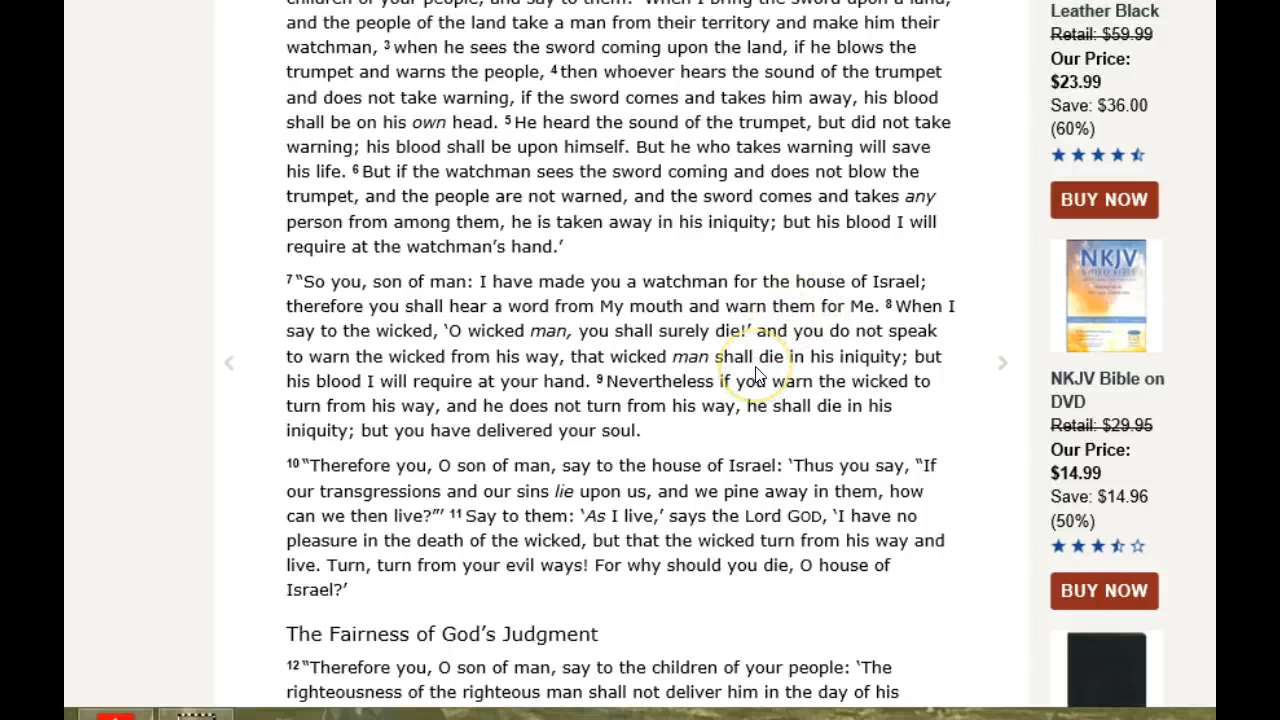 children of your people, and say to them: 'When I bring the sword upon a land,
and the people of the land take a man from their territory and make him their
watchman, 3 when he sees the sword coming upon the land, if he blows the
trumpet and warns the people, 4 then whoever hears the sound of the trumpet
and does not take warning, if the sword comes and takes him away, his blood
shall be on his own head. 5 He heard the sound of the trumpet, but did not take
warning; his blood shall be upon himself. But he who takes warning will save
his life. 6 But if the watchman sees the sword coming and does not blow the
trumpet, and the people are not warned, and the sword comes and takes any
person from among them, he is taken away in his iniquity; but his blood I will
require at the watchman's hand.'
7 "So you, son of man: I have made you a watchman for the house of Israel;
therefore you shall hear a word from My mouth and warn them for Me. 8 When I
say to the wicked, 'O wicked man, you shall surely die!' and you do not speak
to warn the wicked from his way, that wicked man shall die in his iniquity; but
his blood I will require at your hand. 9 Nevertheless if you warn the wicked to
turn from his way, and he does not turn from his way, he shall die in his
iniquity; but you have delivered your soul.
10 "Therefore you, O son of man, say to the house of Israel: 'Thus you say, "If
our transgressions and our sins lie upon us, and we pine away in them, how
can we then live?"' 11 Say to them: 'As I live,' says the Lord GOD, 'I have no
pleasure in the death of the wicked, but that the wicked turn from his way and
live. Turn, turn from your evil ways! For why should you die, O house of
Israel?'
The Fairness of God's Judgment
12 "Therefore you, O son of man, say to the children of your people: 'The
righteousness of the righteous man shall not deliver him in the day of his
Leather Black
Retail: $59.99
Our Price:
$23.99
Save: $36.00
(60%)
BUY NOW
NKJV
NKJV Bible on
DVD
Retail: $29.95
Our Price:
$14.99
Save: $14.96
(50%)
BUY NOW